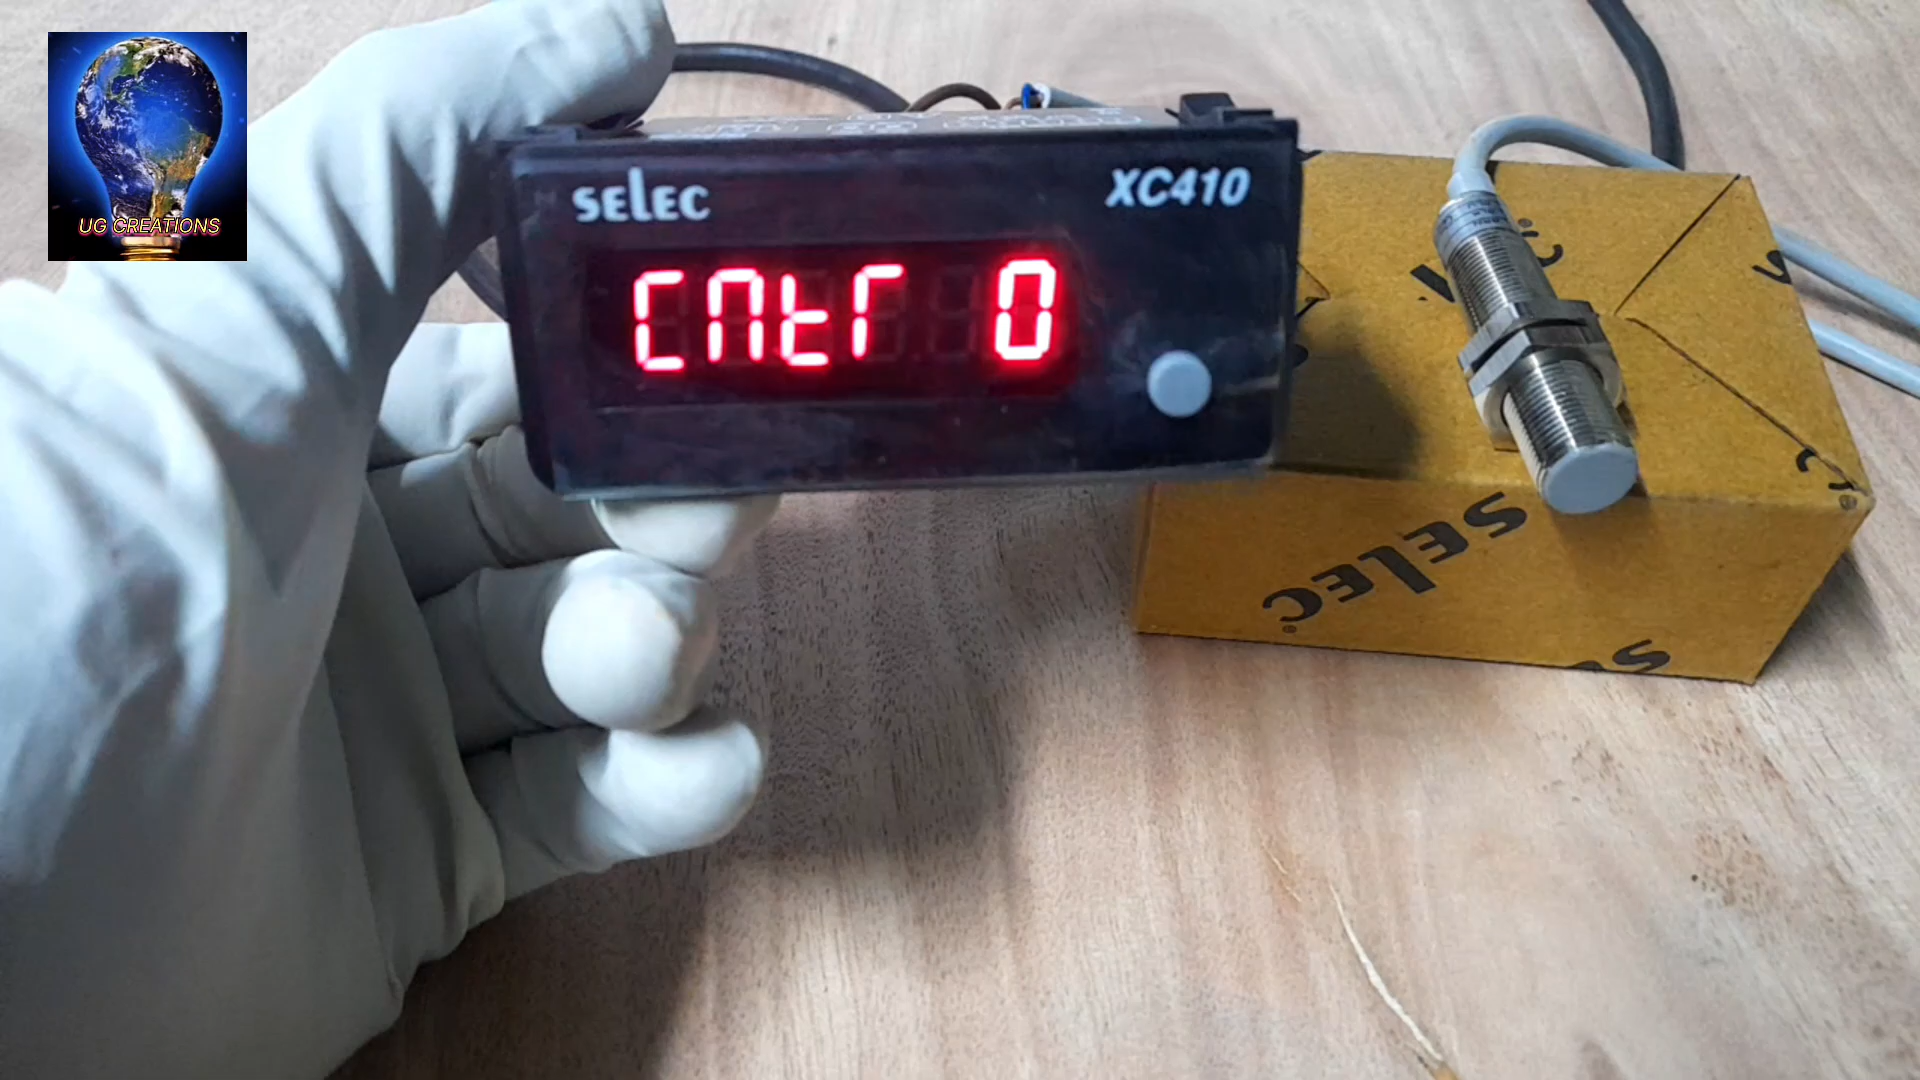 UG CREATIONS
SELEC
XC410
CNTR 0
SELEC